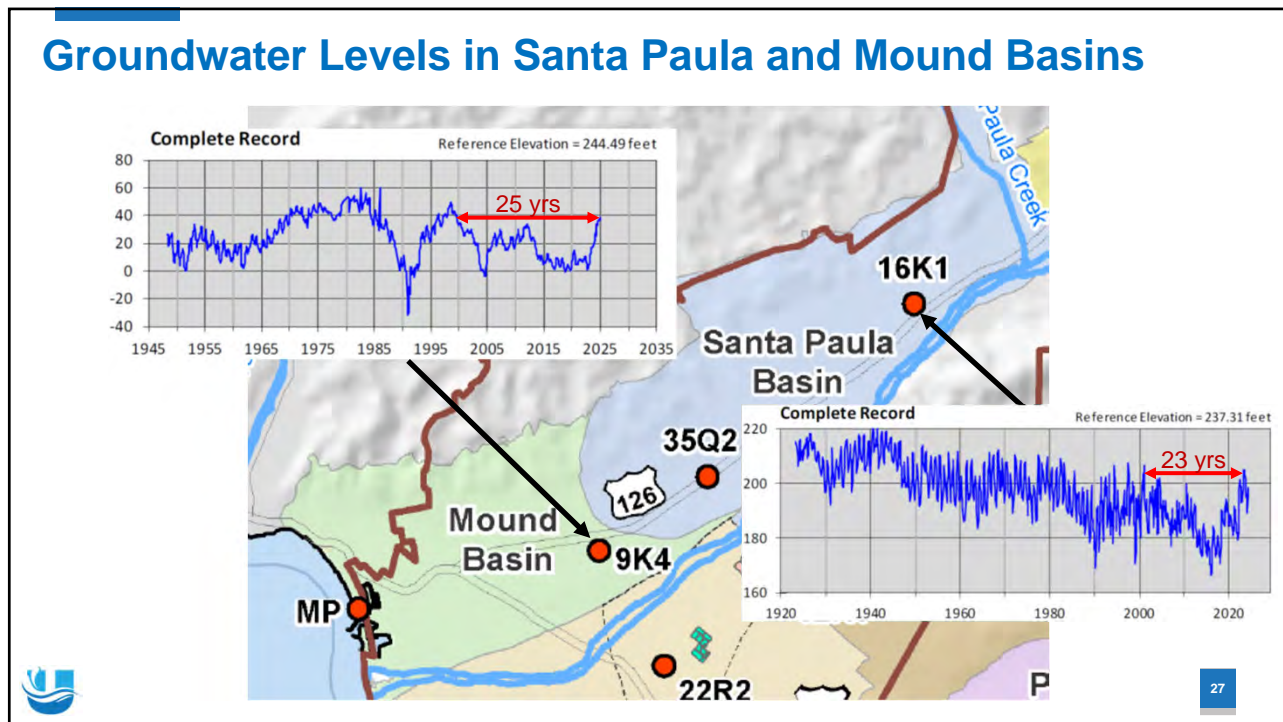 Groundwater Levels in Santa Paula and Mound Basins
Complete Record
Reference Elevation = 244.49 feet
80
60
40
20
0
-20
-40
1945 1955 1965 1975 1985 1995 2005 2015 2025 2035
25 yrs
Paula Creek
16K1
Santa Paula
Basin
35Q2
126
Mound
Basin
9K4
MP
22R2
P
Complete Record
Reference Elevation = 237.31 feet
220
200
180
160
1920 1940 1960 1980 2000 2020
23 yrs
27